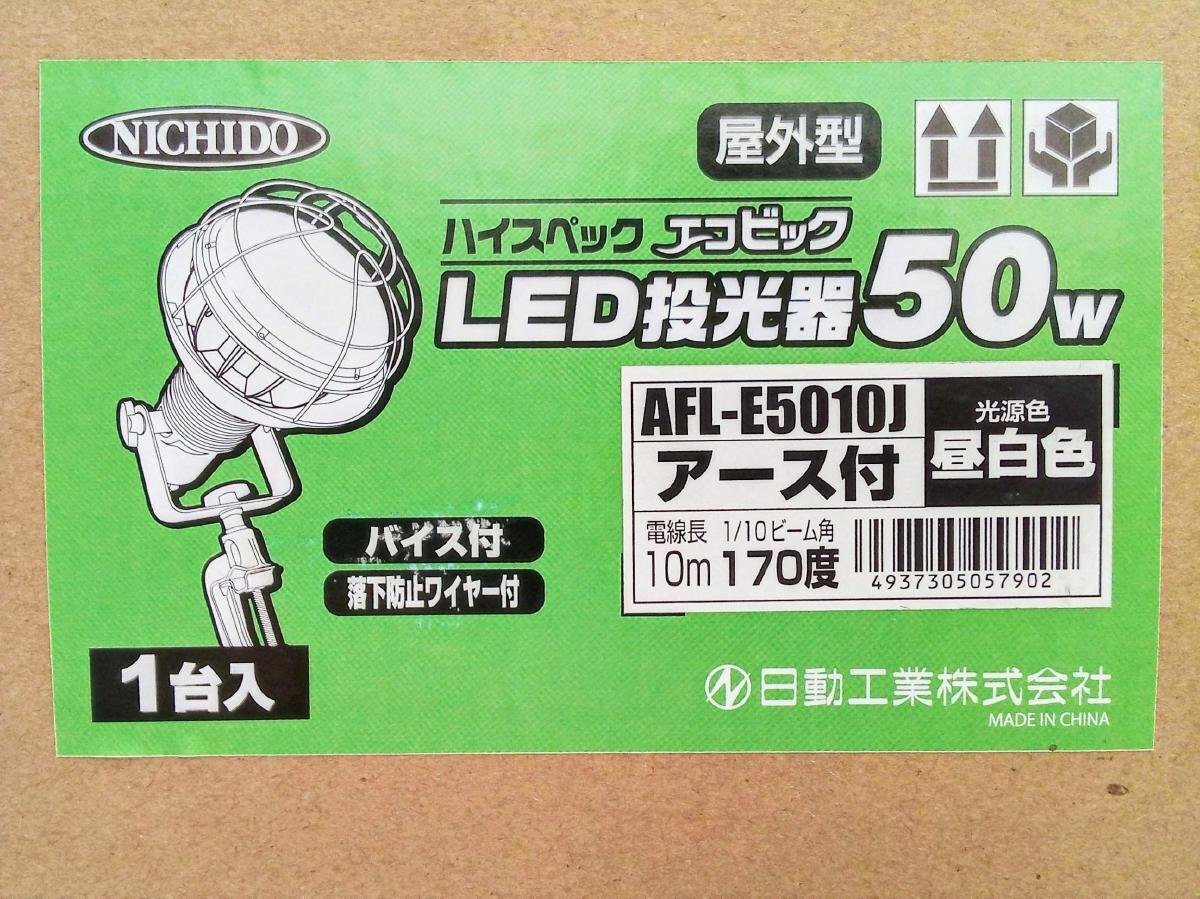 NICHIDO
屋外型
ハイスペック エコビック
LED投光器50W
AFL-E5010J
アース付
光源色
昼白色
電線長 1/10ビーム角
10m 170度
4937305057902
バイス付
落下防止ワイヤー付
1台入
日動工業株式会社
MADE IN CHINA